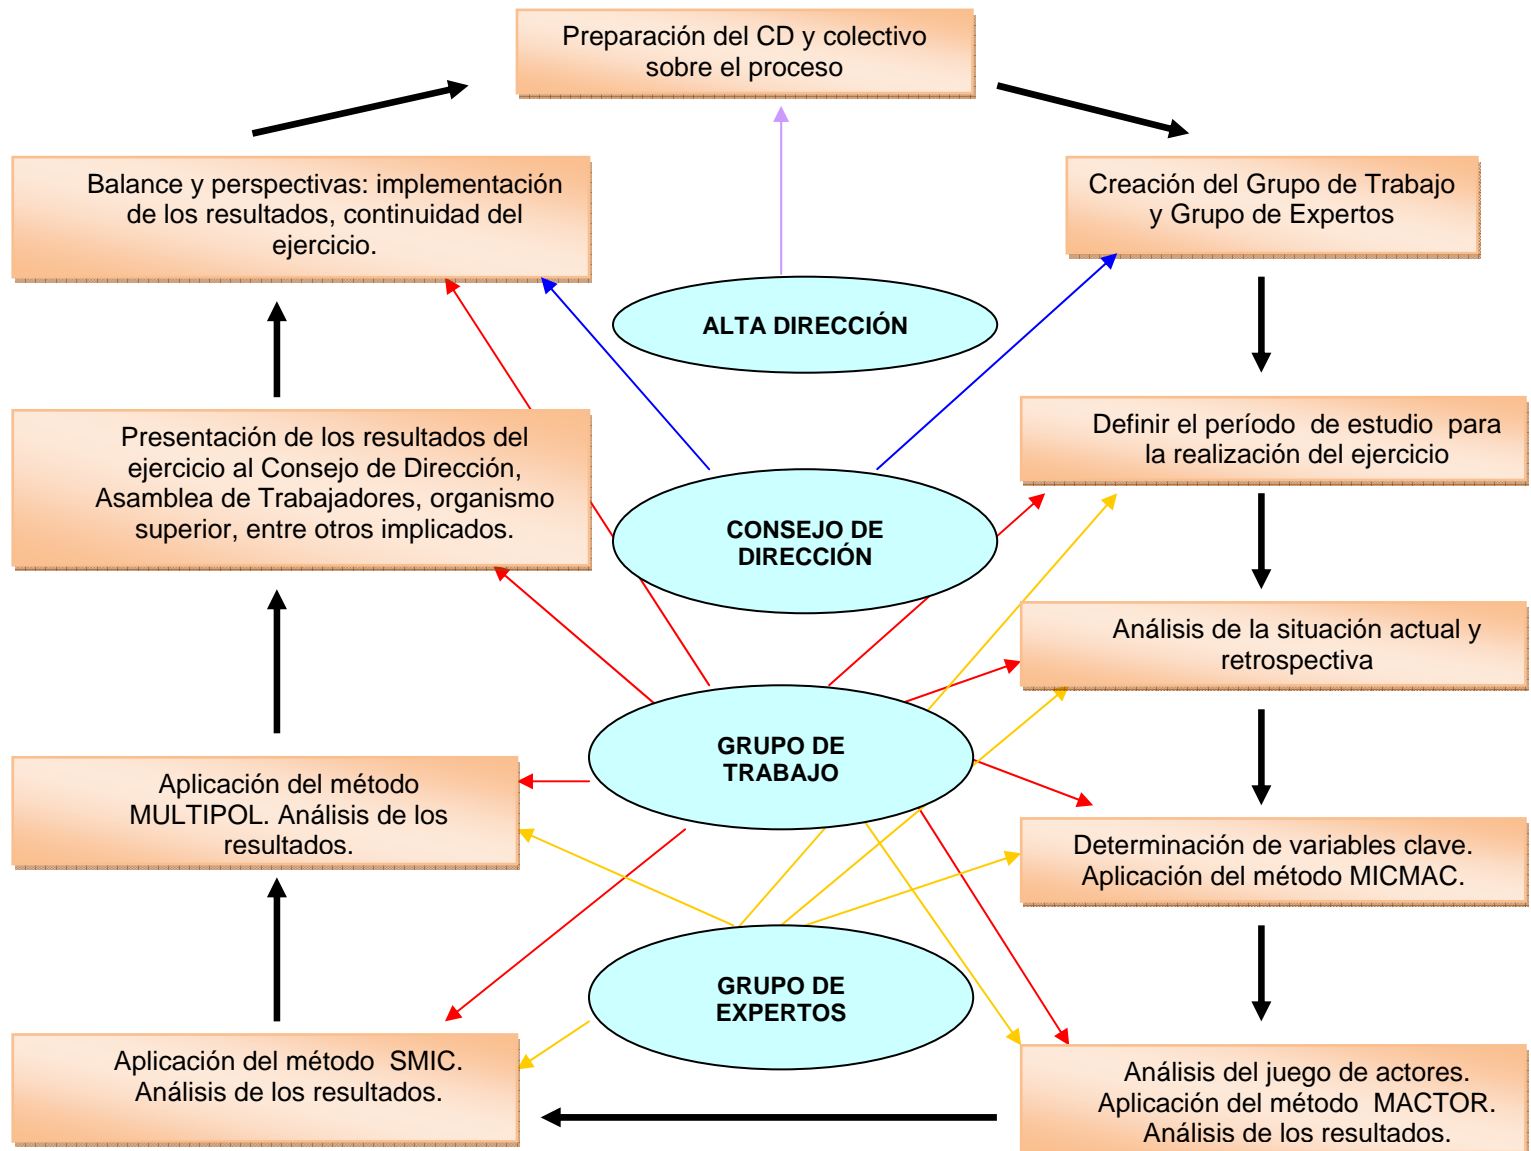 Preparación del CD y colectivo
sobre el proceso
Balance y perspectivas: implementación
de los resultados, continuidad del
ejercicio.
Creación del Grupo de Trabajo
y Grupo de Expertos
ALTA DIRECCIÓN
Presentación de los resultados del
ejercicio al Consejo de Dirección,
Asamblea de Trabajadores, organismo
superior, entre otros implicados.
Definir el período de estudio para
la realización del ejercicio
CONSEJO DE
DIRECCIÓN
Análisis de la situación actual y
retrospectiva
GRUPO DE
TRABAJO
Aplicación del método
MULTIPOL. Análisis de los
resultados.
Determinación de variables clave.
Aplicación del método MICMAC.
GRUPO DE
EXPERTOS
Aplicación del método SMIC.
Análisis de los resultados.
Análisis del juego de actores.
Aplicación del método MACTOR.
Análisis de los resultados.